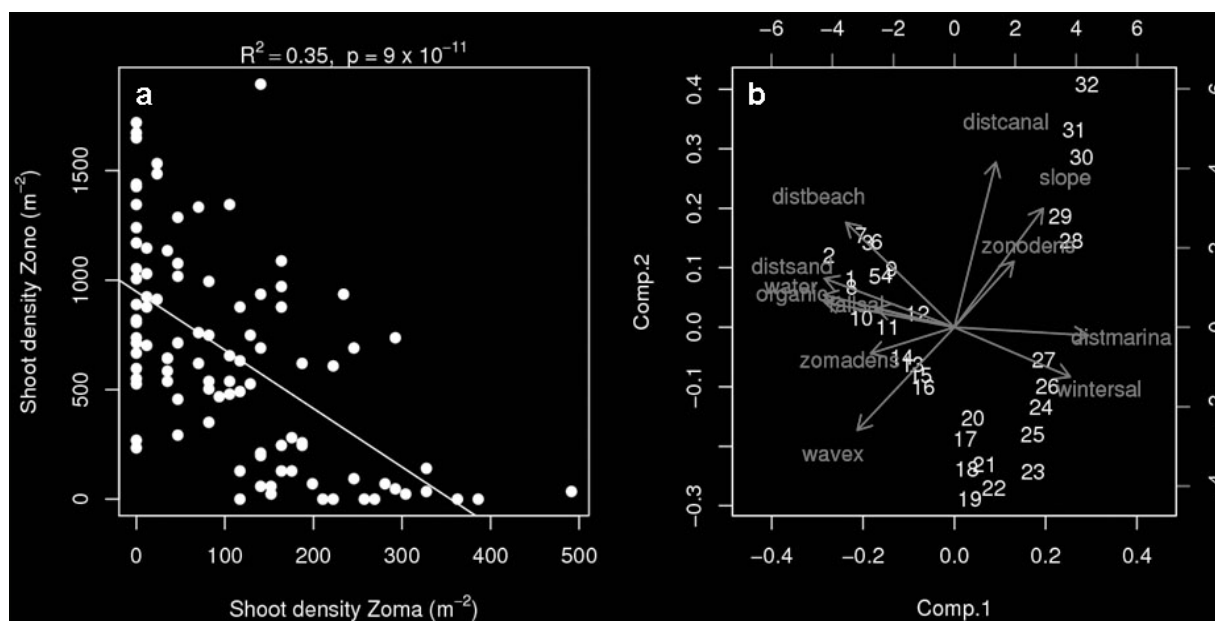 R² = 0.35, p = 9 x 10⁻¹¹
a
1500
1000
500
0
Shoot density Zono (m⁻²)
0 100 200 300 400 500
Shoot density Zoma (m⁻²)
−6 −4 −2 0 2 4 6
b
0.4
0.3
0.2
0.1
0.0
−0.1
−0.3
Comp.2
6
4
2
0
2
4
32
distcanal
31
30
slope
distbeach
29
7 3 6
28
zonodens
2
9
distsand
1
5 4
water
8
organic
12
10
11
distmarina
zomadens
14
13
27
15
wintersal
16
26
24
20
wavex
17
25
18
21
23
22
19
−0.4 −0.2 0.0 0.2 0.4
Comp.1